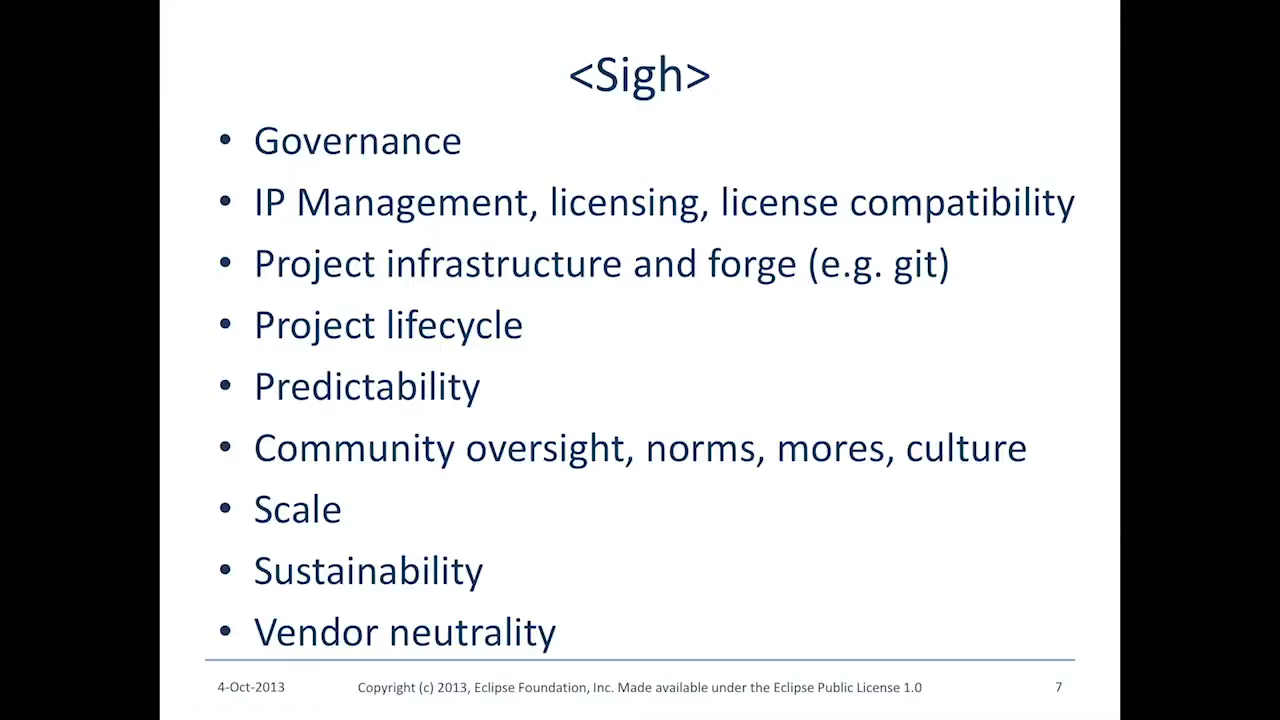 <Sigh>
• Governance
• IP Management, licensing, license compatibility
• Project infrastructure and forge (e.g. git)
• Project lifecycle
• Predictability
• Community oversight, norms, mores, culture
• Scale
• Sustainability
• Vendor neutrality
4-Oct-2013 Copyright (c) 2013, Eclipse Foundation, Inc. Made available under the Eclipse Public License 1.0 7